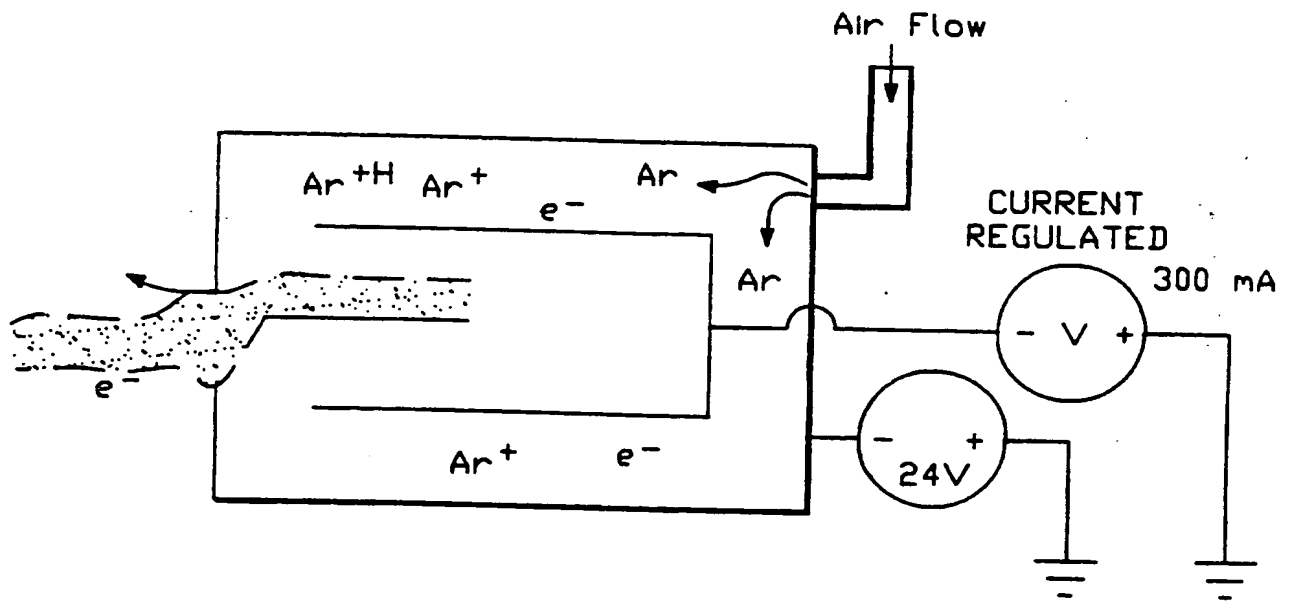 Air Flow
Ar+H Ar+ Ar
e-
CURRENT
REGULATED
300 mA
Ar
- V +
e-
- +
24V
Ar+ e-